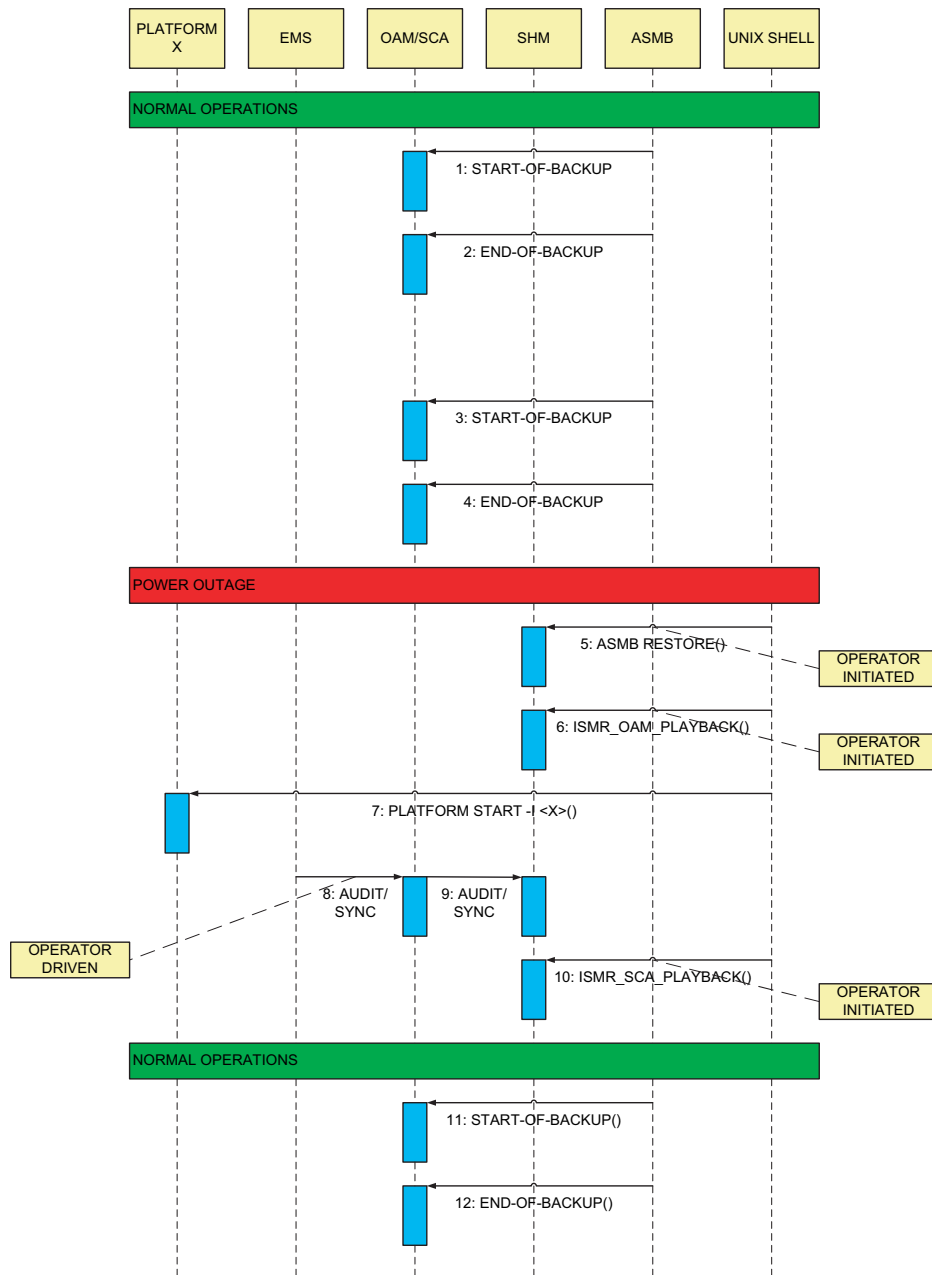 PLATFORM
X
EMS
OAM/SCA
SHM
ASMB
UNIX SHELL
NORMAL OPERATIONS
1: START-OF-BACKUP
2: END-OF-BACKUP
3: START-OF-BACKUP
4: END-OF-BACKUP
POWER OUTAGE
5: ASMB RESTORE()
OPERATOR
INITIATED
6: ISMR_OAM_PLAYBACK()
OPERATOR
INITIATED
7: PLATFORM START -I <X>()
8: AUDIT/
SYNC
9: AUDIT/
SYNC
OPERATOR
DRIVEN
10: ISMR_SCA_PLAYBACK()
OPERATOR
INITIATED
NORMAL OPERATIONS
11: START-OF-BACKUP()
12: END-OF-BACKUP()